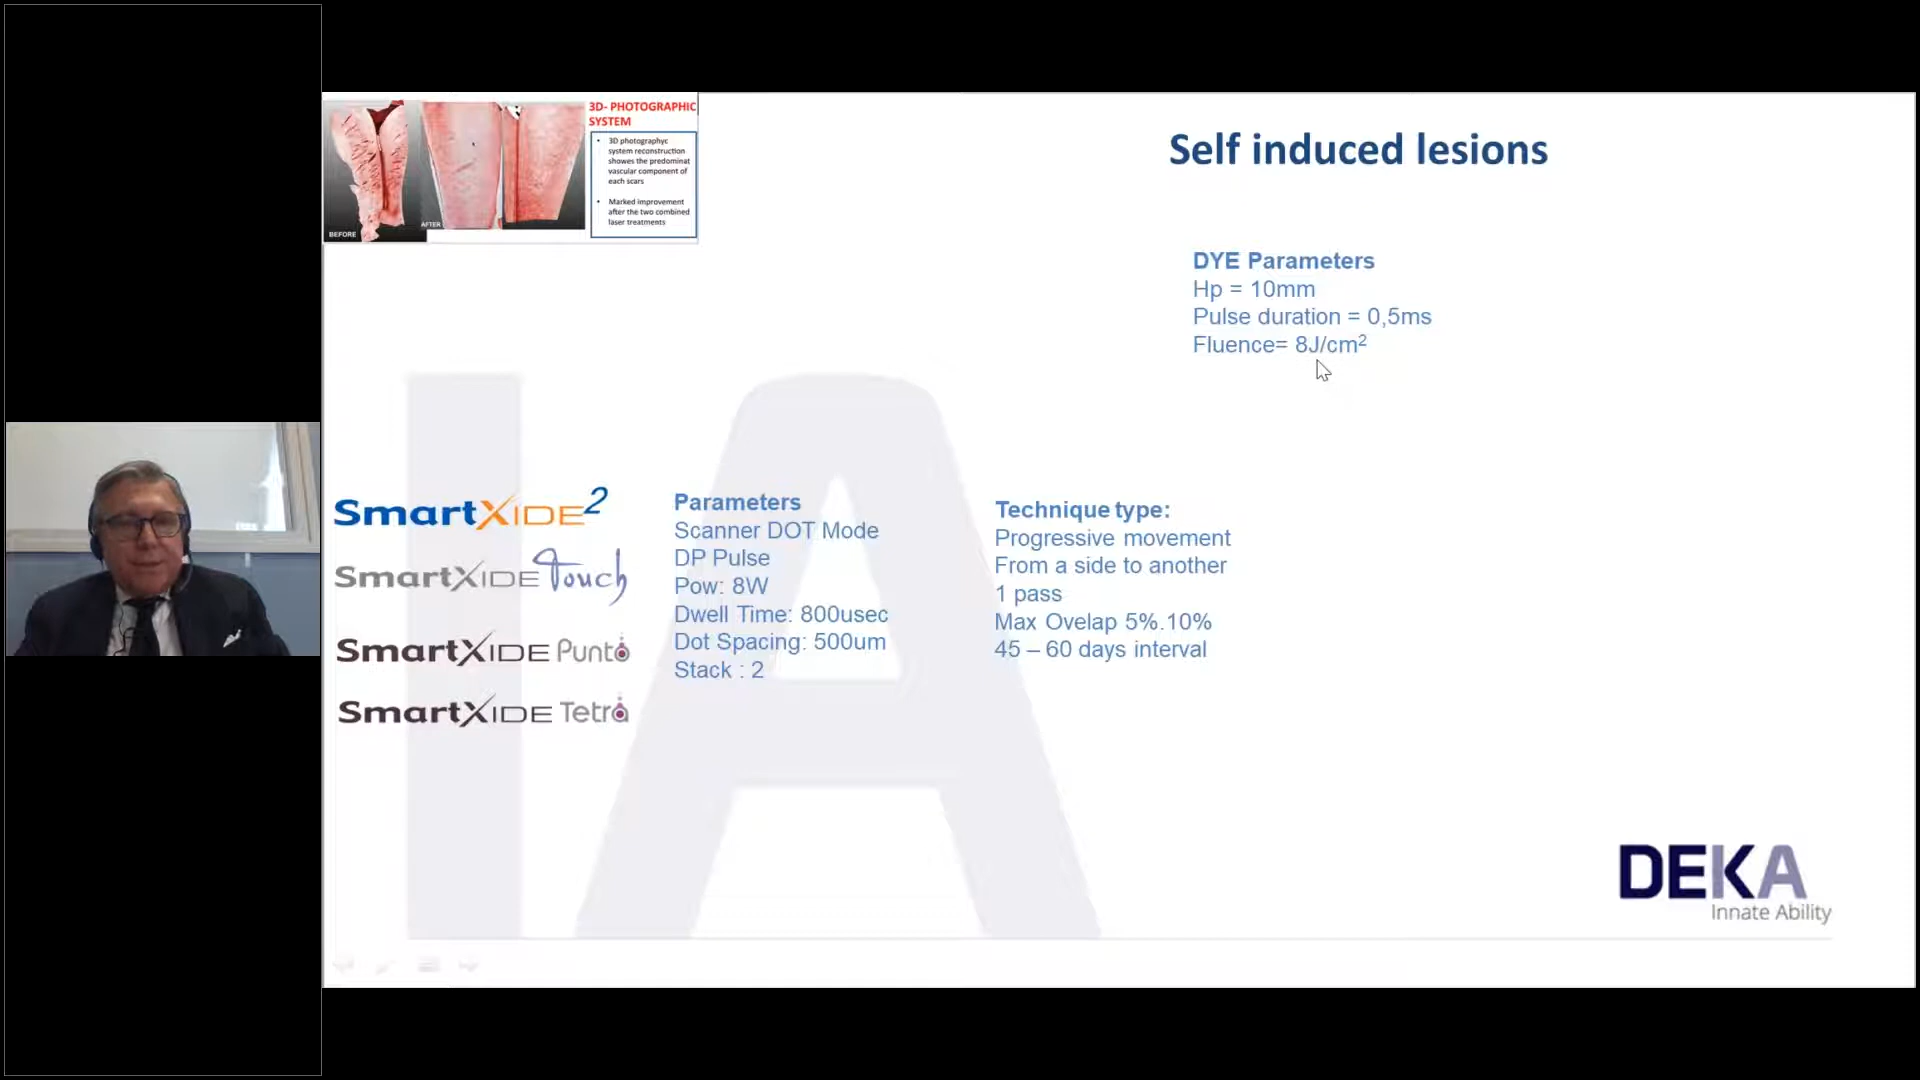 3D- PHOTOGRAPHIC
SYSTEM
• 3D photographyc
system reconstruction
showes the predominat
vascular component of
each scars
• Marked improvement
after the two combined
laser treatments
BEFORE
AFTER
Self induced lesions
DYE Parameters
Hp = 10mm
Pulse duration = 0,5ms
Fluence= 8J/cm²
SmartXIDE²
SmartXIDE Touch
SmartXIDE Punto
SmartXIDE Tetra
Parameters
Scanner DOT Mode
DP Pulse
Pow: 8W
Dwell Time: 800usec
Dot Spacing: 500um
Stack : 2
Technique type:
Progressive movement
From a side to another
1 pass
Max Ovelap 5%.10%
45 – 60 days interval
IA
DEKA
Innate Ability